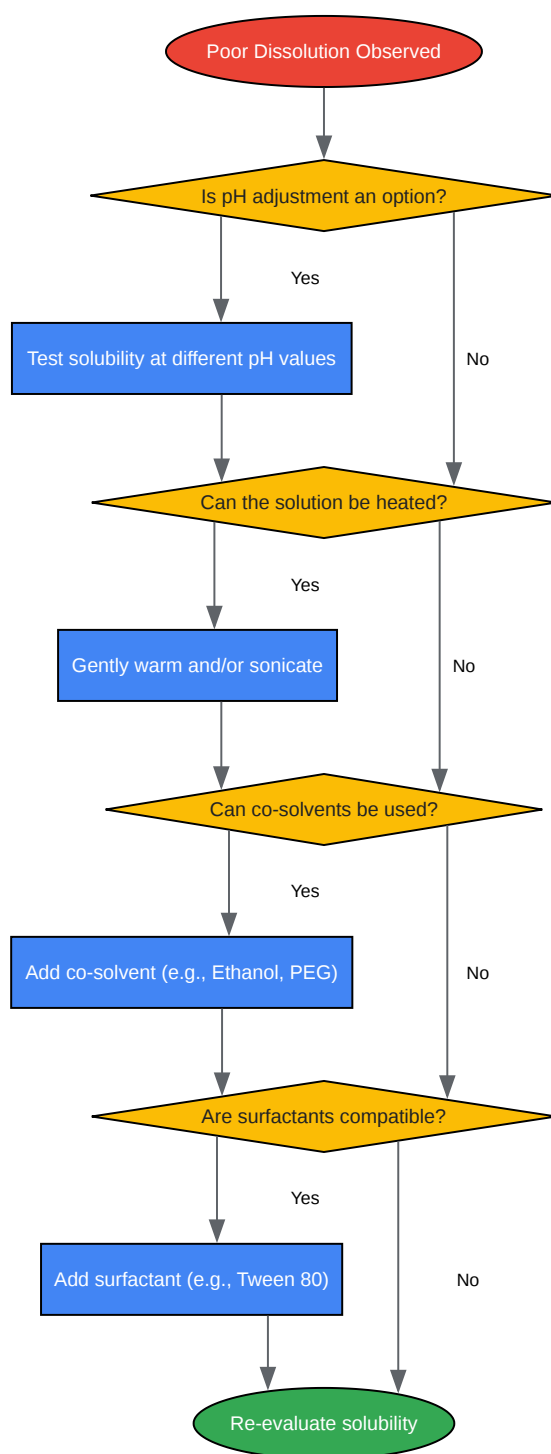 Poor Dissolution Observed
Is pH adjustment an option?
Yes
Test solubility at different pH values
No
Can the solution be heated?
Yes
Gently warm and/or sonicate
No
Can co-solvents be used?
Yes
Add co-solvent (e.g., Ethanol, PEG)
No
Are surfactants compatible?
Yes
Add surfactant (e.g., Tween 80)
No
Re-evaluate solubility